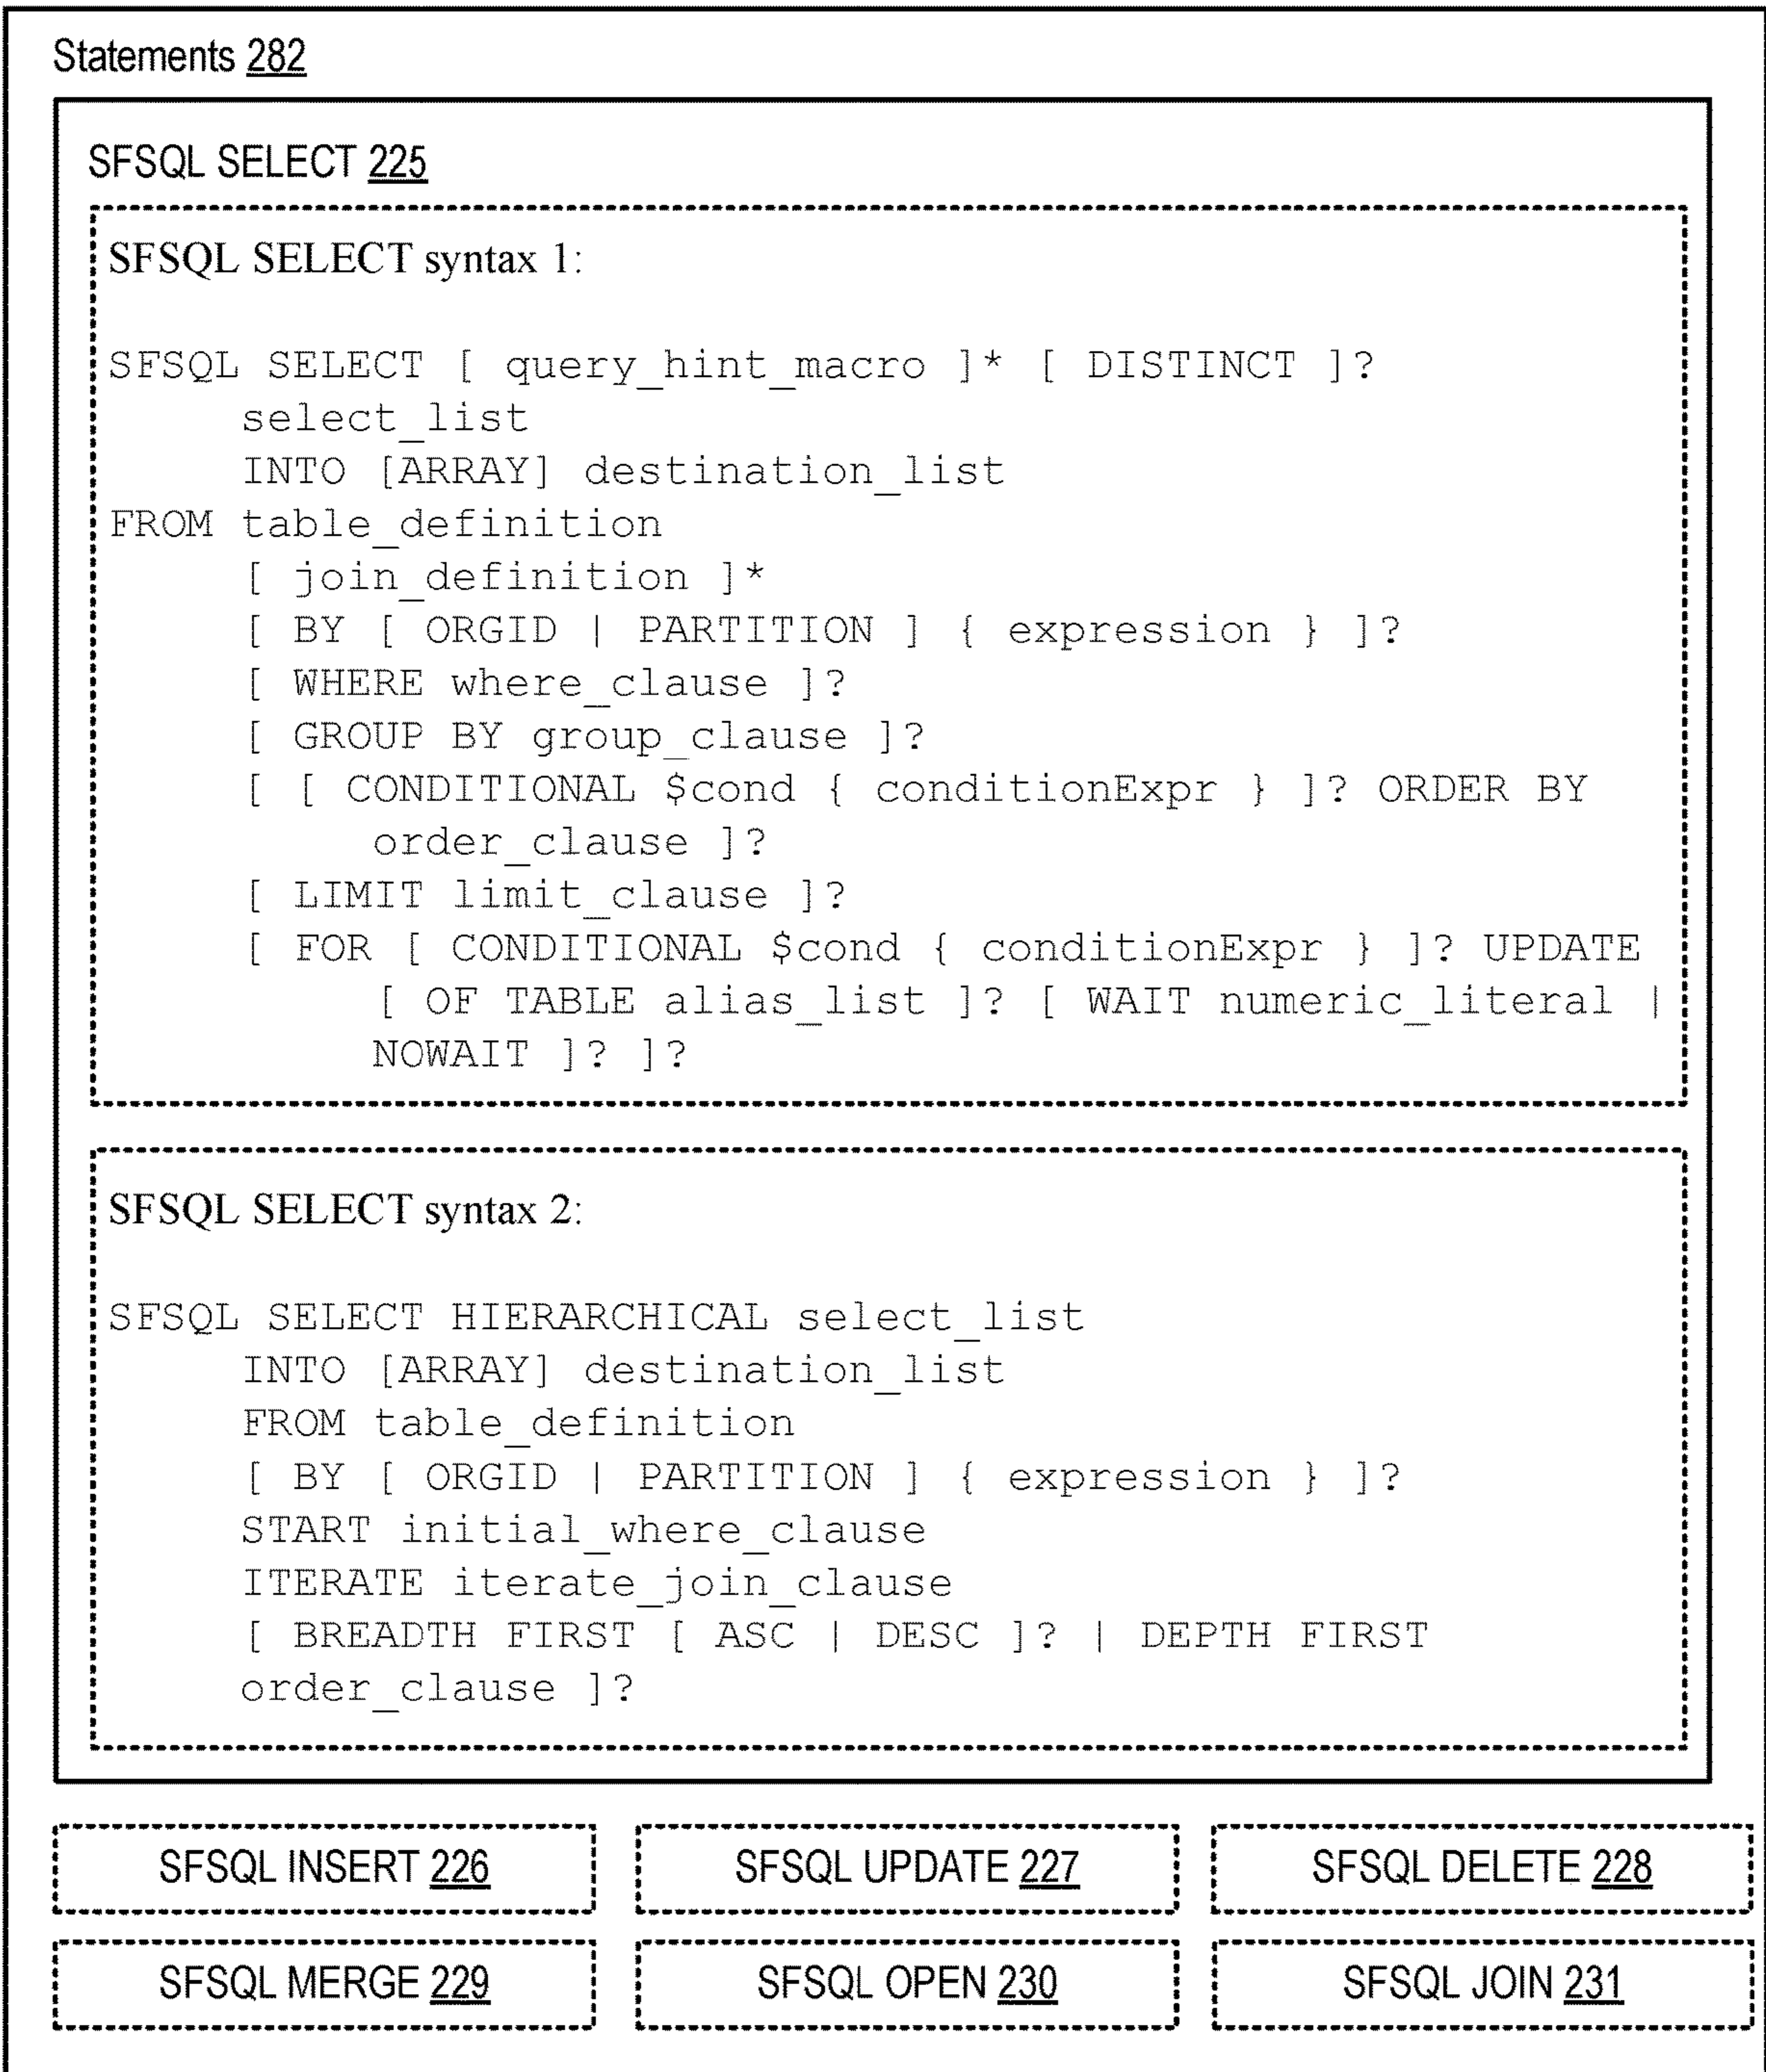 Statements 282
SFSQL SELECT 225
SFSQL SELECT syntax 1:
SFSQL SELECT [ query_hint_macro ]* [ DISTINCT ]?
select_list
INTO [ARRAY] destination_list
FROM table_definition
[ join_definition ]*
[ BY [ ORGID | PARTITION ] { expression } ]?
[ WHERE where_clause ]?
[ GROUP BY group_clause ]?
[ [ CONDITIONAL $cond { conditionExpr } ]? ORDER BY
order_clause ]?
[ LIMIT limit_clause ]?
[ FOR [ CONDITIONAL $cond { conditionExpr } ]? UPDATE
[ OF TABLE alias_list ]? [ WAIT numeric_literal |
NOWAIT ]? ]?
SFSQL SELECT syntax 2:
SFSQL SELECT HIERARCHICAL select_list
INTO [ARRAY] destination_list
FROM table_definition
[ BY [ ORGID | PARTITION ] { expression } ]?
START initial_where_clause
ITERATE iterate_join_clause
[ BREADTH FIRST [ ASC | DESC ]? | DEPTH FIRST
order_clause ]?
SFSQL INSERT 226
SFSQL UPDATE 227
SFSQL DELETE 228
SFSQL MERGE 229
SFSQL OPEN 230
SFSQL JOIN 231